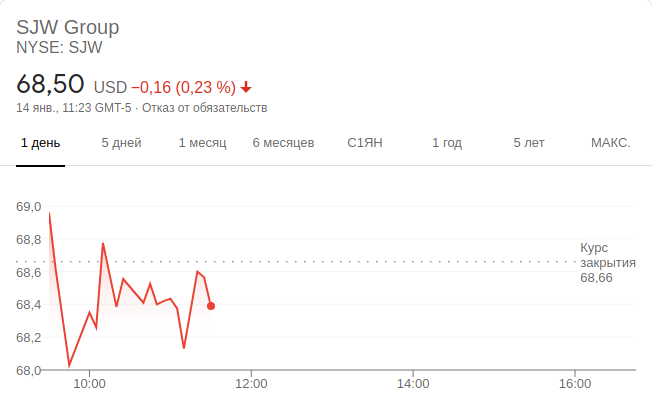 SJW Group
NYSE: SJW
68,50 USD −0,16 (0,23 %)
14 янв., 11:23 GMT-5 · Отказ от обязательств
1 день 5 дней 1 месяц 6 месяцев С1ЯН 1 год 5 лет МАКС.
69,0
68,8
Курс
закрытия
68,66
68,6
68,4
68,2
68,0
10:00 12:00 14:00 16:00